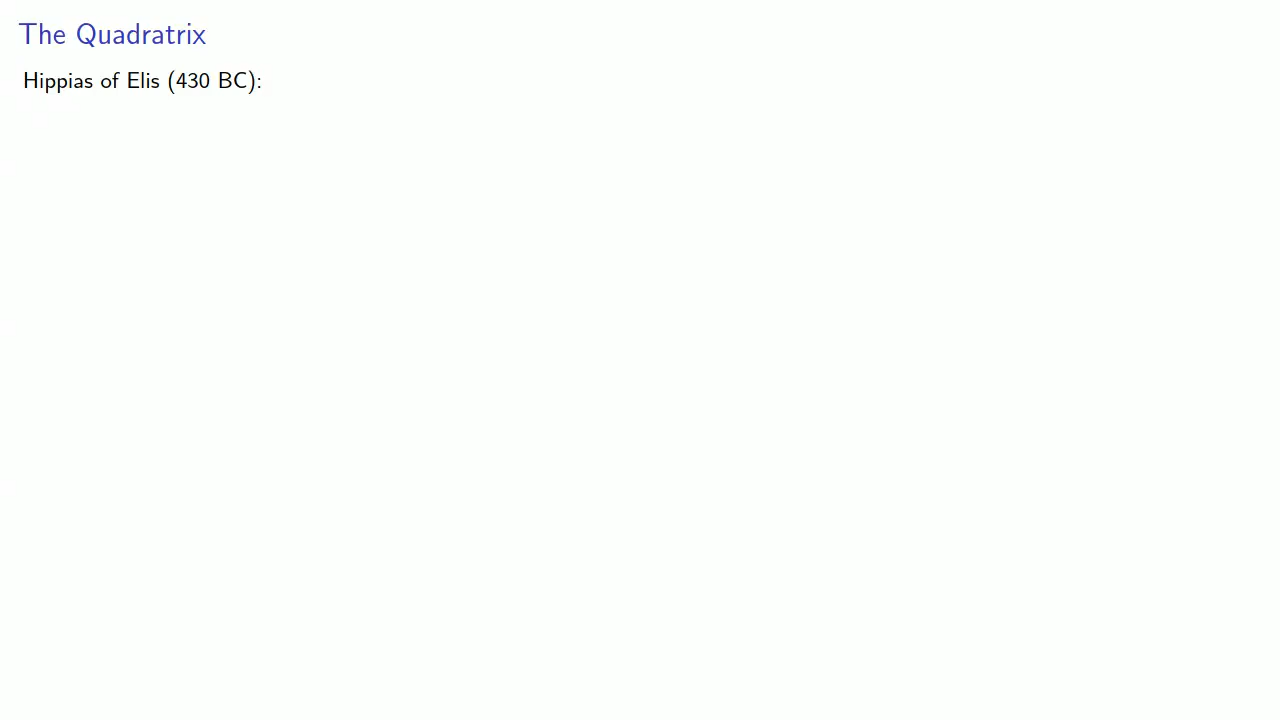 The Quadratrix
Hippias of Elis (430 BC):